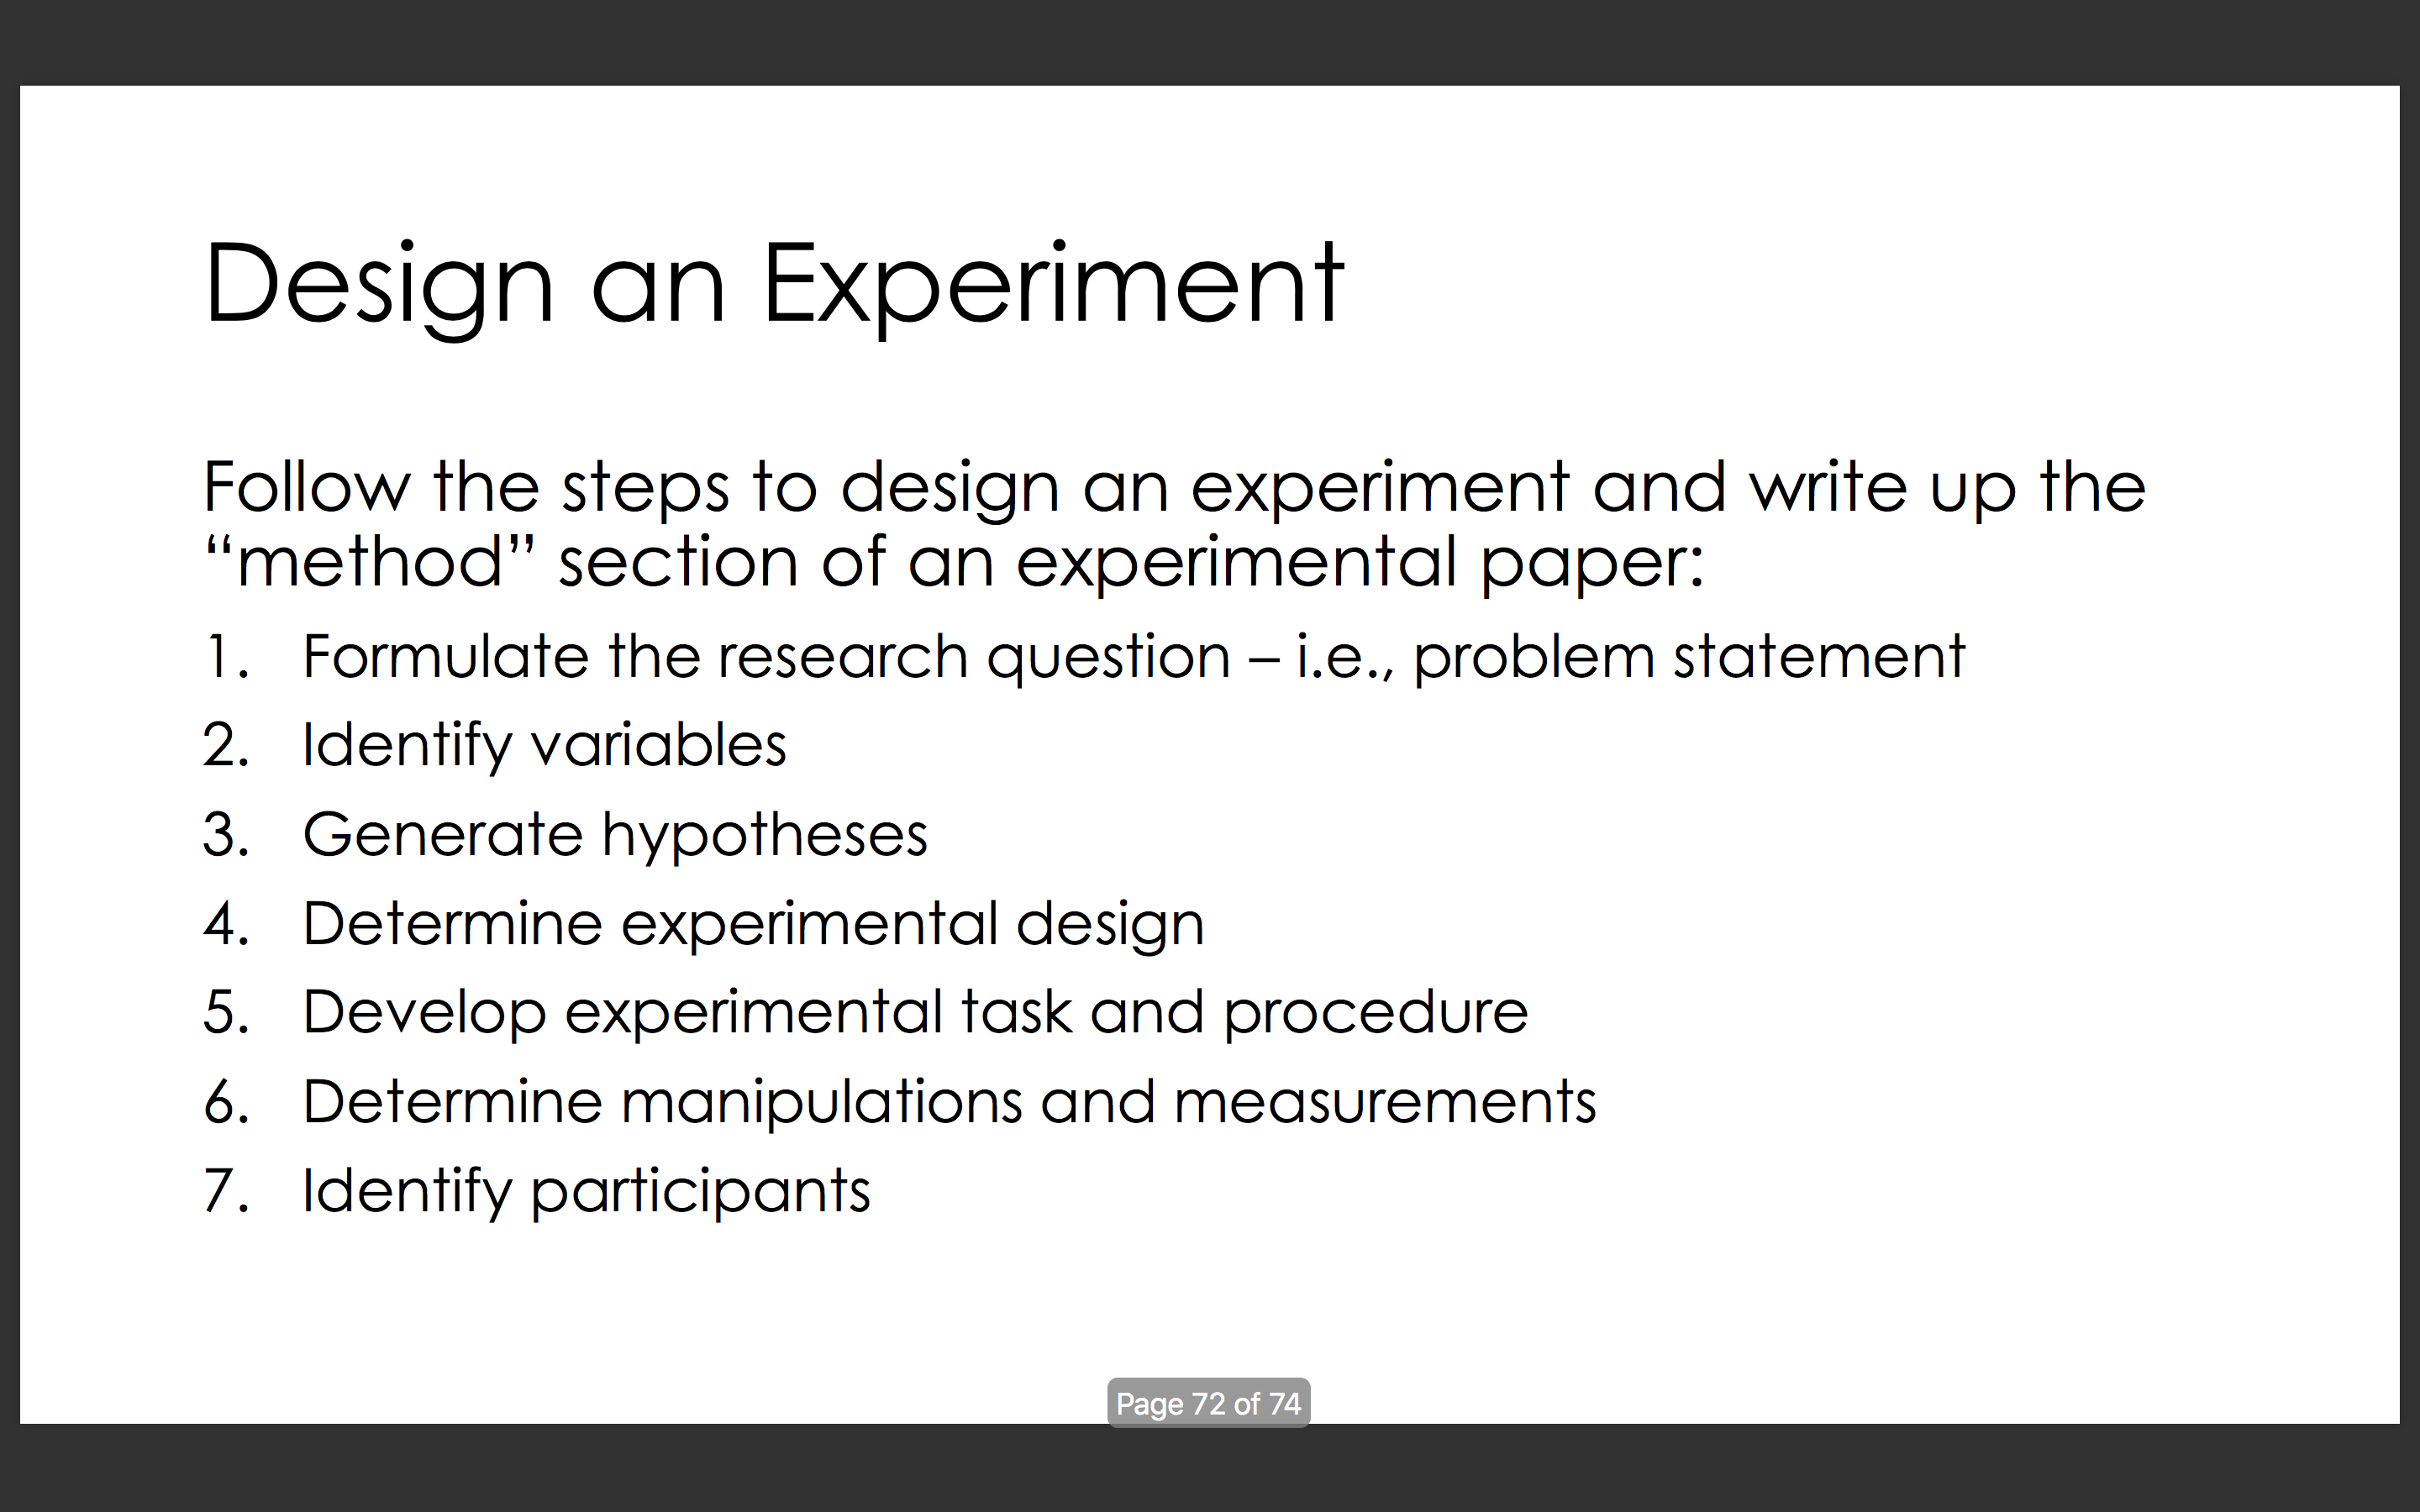 Design an Experiment
Follow the steps to design an experiment and write up the
“method” section of an experimental paper:
1. Formulate the research question – i.e., problem statement
2. Identify variables
3. Generate hypotheses
4. Determine experimental design
5. Develop experimental task and procedure
6. Determine manipulations and measurements
7. Identify participants
Page 72 of 74